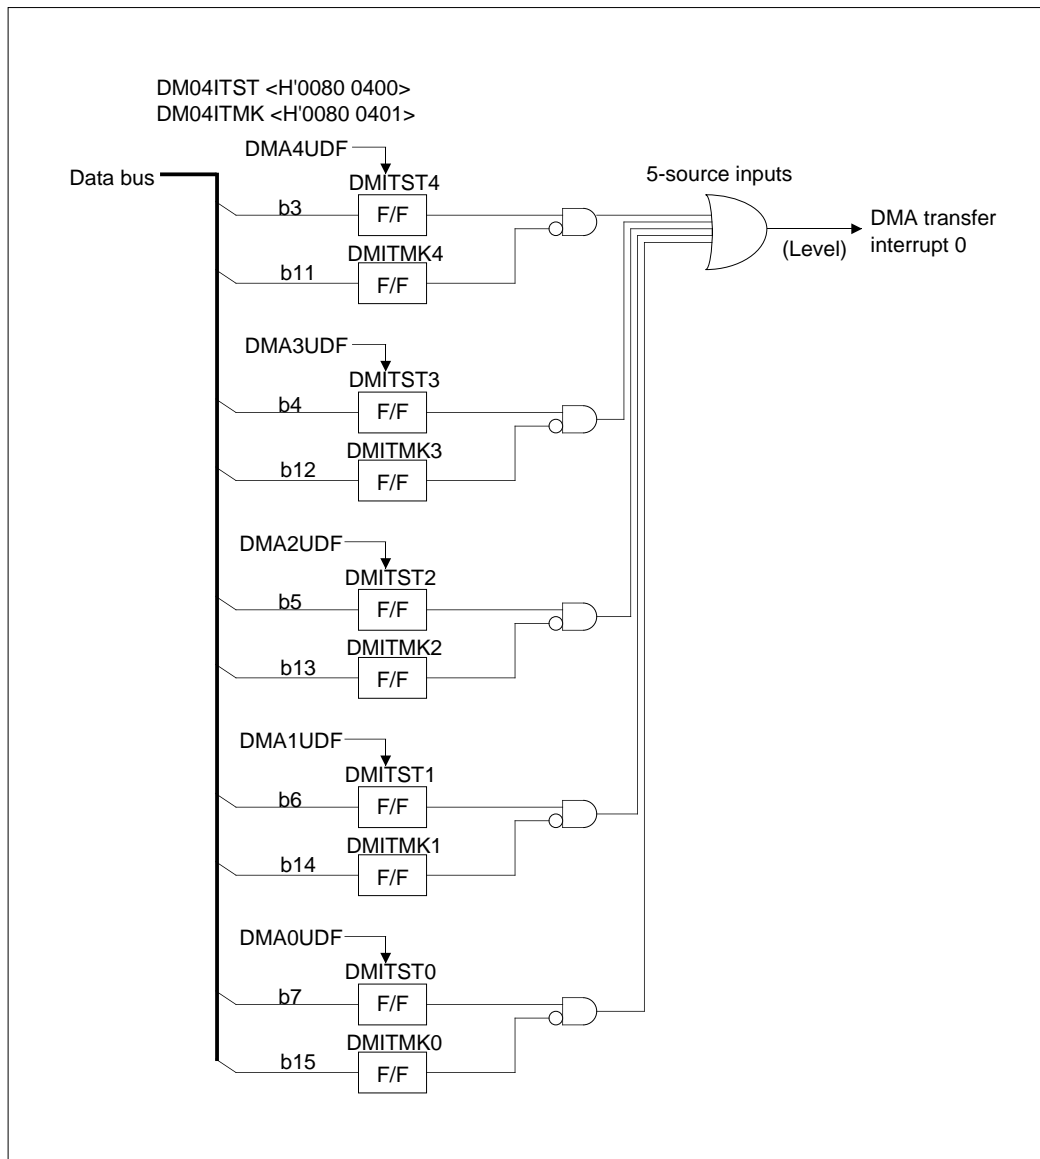 DM04ITST <H'0080 0400>
DM04ITMK <H'0080 0401>
DMA4UDF
Data bus
DMITST4
5-source inputs
b3
F/F
DMA transfer
interrupt 0
(Level)
DMITMK4
b11
F/F
DMA3UDF
DMITST3
b4
F/F
DMITMK3
b12
F/F
DMA2UDF
DMITST2
b5
F/F
DMITMK2
b13
F/F
DMA1UDF
DMITST1
b6
F/F
DMITMK1
b14
F/F
DMA0UDF
DMITST0
b7
F/F
DMITMK0
b15
F/F